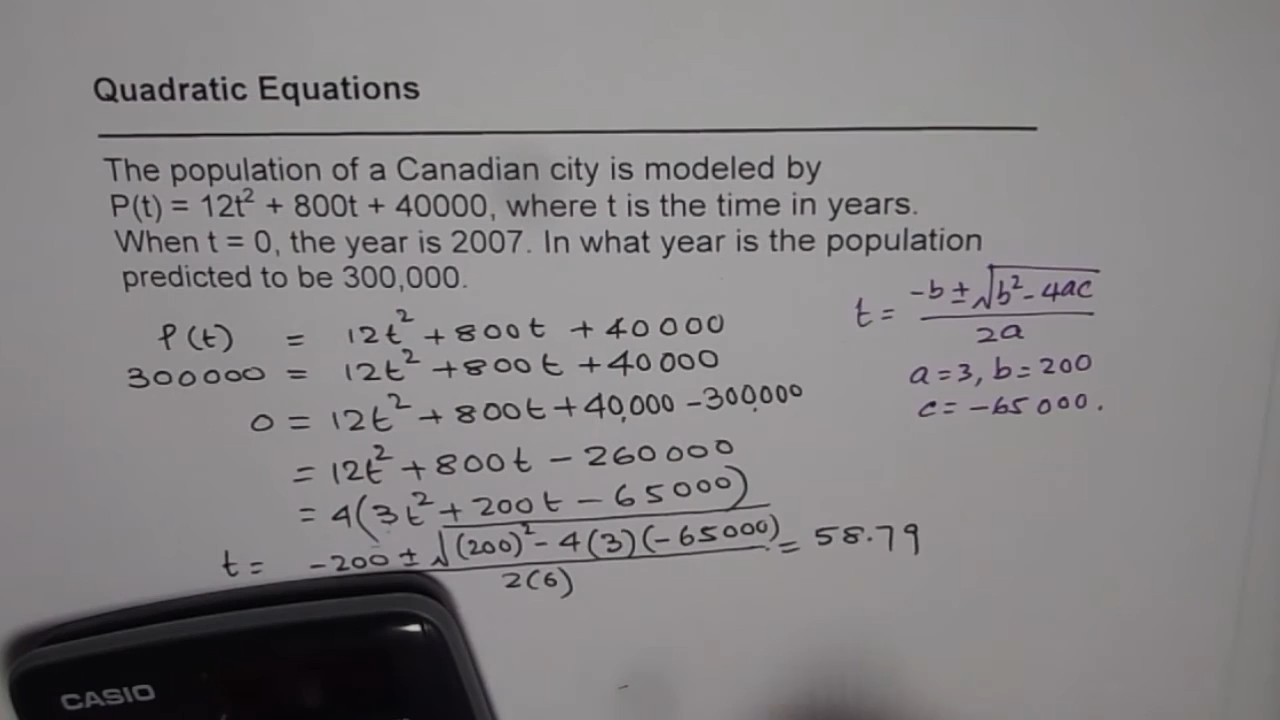 Quadratic Equations
The population of a Canadian city is modeled by
P(t) = 12t² + 800t + 40000, where t is the time in years.
When t = 0, the year is 2007. In what year is the population
predicted to be 300,000.
P(t) = 12t² + 800t + 40000
300000 = 12t² + 800t + 40000
0 = 12t² + 800t + 40,000 - 300,000
= 12t² + 800t - 260000
= 4(3t² + 200t - 65000)
t = -200 ± √(200)² - 4(3)(-65000) / 2(6) = 58.79
t = -b ± √b² - 4ac / 2a
a = 3, b = 200
c = -65000.
CASIO